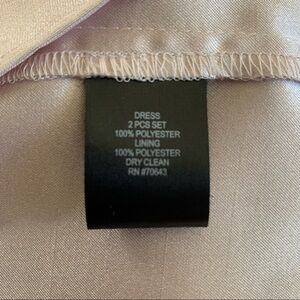 DRESS
2 PCS SET
100% POLYESTER
LINING
100% POLYESTER
DRY CLEAN
RN #70643